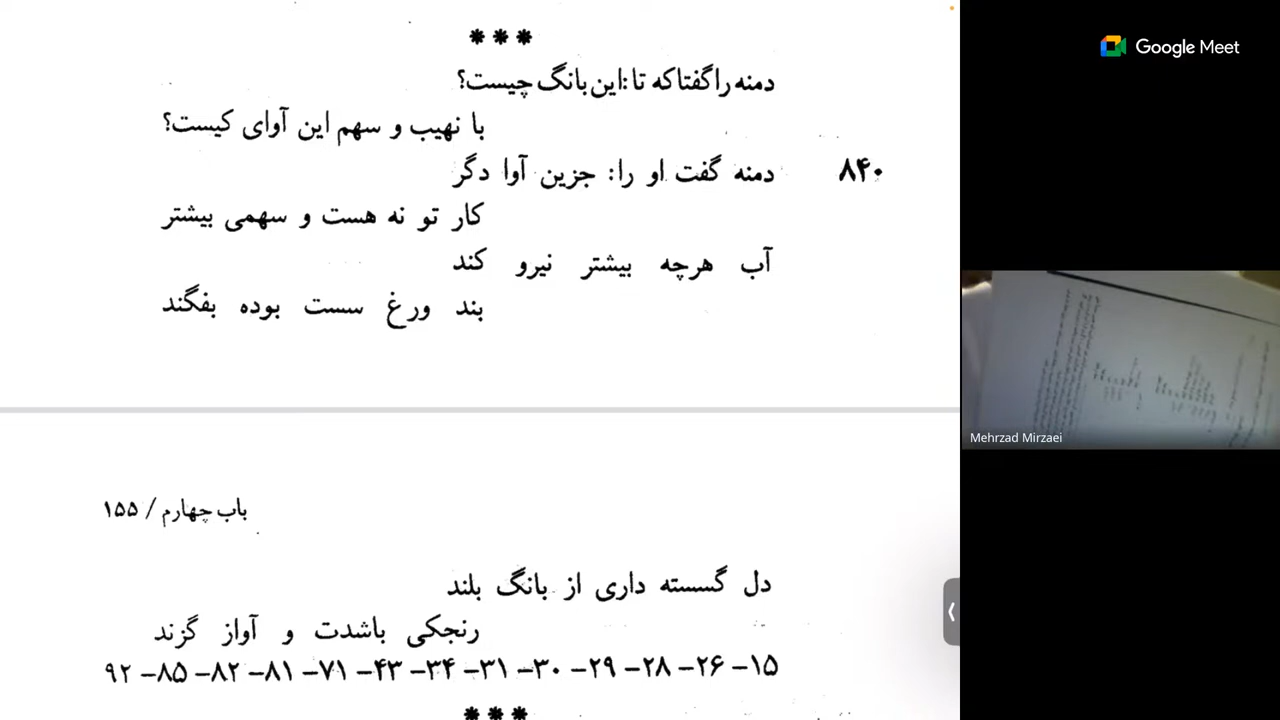 ***
دمنه را گفتا که تا: این بانگ چیست؟
با نهیب و سهم این آوای کیست؟
۸۴۰ دمنه گفت او را: جزین آوا دگر
کار تو نه هست و سهمی بیشتر
آب هرچه بیشتر نیرو کند
بند ورغ سست بوده بفگند
باب چهارم / ۱۵۵
دل گسسته داری از بانگ بلند
رنجکی باشدت و آواز گزند
۱۵- ۲۶- ۲۸- ۲۹- ۳۰- ۳۱- ۳۴- ۴۳- ۷۱- ۸۱- ۸۲- ۸۵- ۹۲
***
Google Meet
Mehrzad Mirzaei